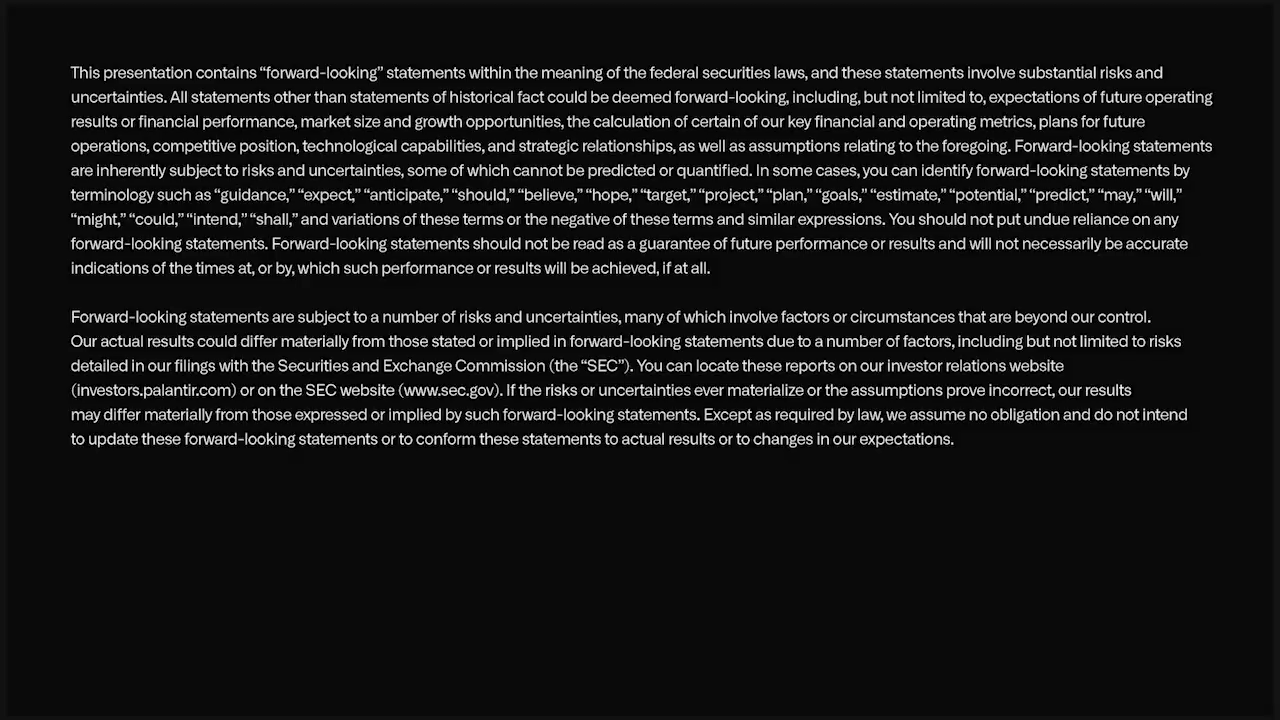 This presentation contains “forward-looking” statements within the meaning of the federal securities laws, and these statements involve substantial risks and
uncertainties. All statements other than statements of historical fact could be deemed forward-looking, including, but not limited to, expectations of future operating
results or financial performance, market size and growth opportunities, the calculation of certain of our key financial and operating metrics, plans for future
operations, competitive position, technological capabilities, and strategic relationships, as well as assumptions relating to the foregoing. Forward-looking statements
are inherently subject to risks and uncertainties, some of which cannot be predicted or quantified. In some cases, you can identify forward-looking statements by
terminology such as “guidance,” “expect,” “anticipate,” “should,” “believe,” “hope,” “target,” “project,” “plan,” “goals,” “estimate,” “potential,” “predict,” “may,” “will,”
“might,” “could,” “intend,” “shall,” and variations of these terms or the negative of these terms and similar expressions. You should not put undue reliance on any
forward-looking statements. Forward-looking statements should not be read as a guarantee of future performance or results and will not necessarily be accurate
indications of the times at, or by, which such performance or results will be achieved, if at all.
Forward-looking statements are subject to a number of risks and uncertainties, many of which involve factors or circumstances that are beyond our control.
Our actual results could differ materially from those stated or implied in forward-looking statements due to a number of factors, including but not limited to risks
detailed in our filings with the Securities and Exchange Commission (the “SEC”). You can locate these reports on our investor relations website
(investors.palantir.com) or on the SEC website (www.sec.gov). If the risks or uncertainties ever materialize or the assumptions prove incorrect, our results
may differ materially from those expressed or implied by such forward-looking statements. Except as required by law, we assume no obligation and do not intend
to update these forward-looking statements or to conform these statements to actual results or to changes in our expectations.